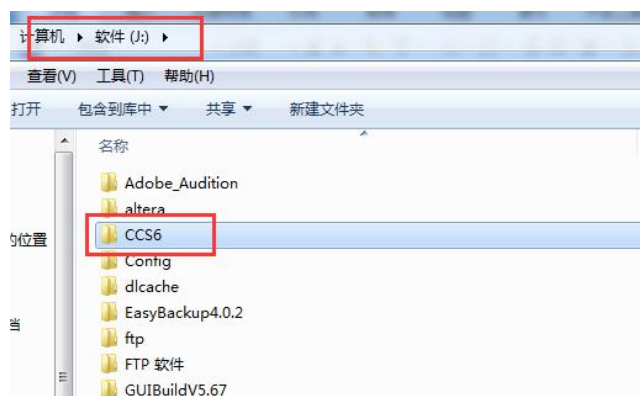 计算机 ▸ 软件 (J:) ▸
查看(V) 工具(T) 帮助(H)
打开 包含到库中 ▼ 共享 ▼ 新建文件夹
名称
Adobe_Audition
altera
CCS6
的位置
Config
dlcache
EasyBackup4.0.2
档
ftp
FTP 软件
GUIBuildV5.67